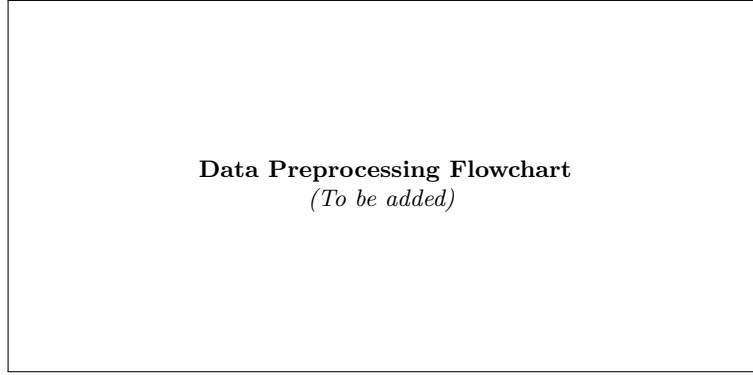 Data Preprocessing Flowchart
(To be added)